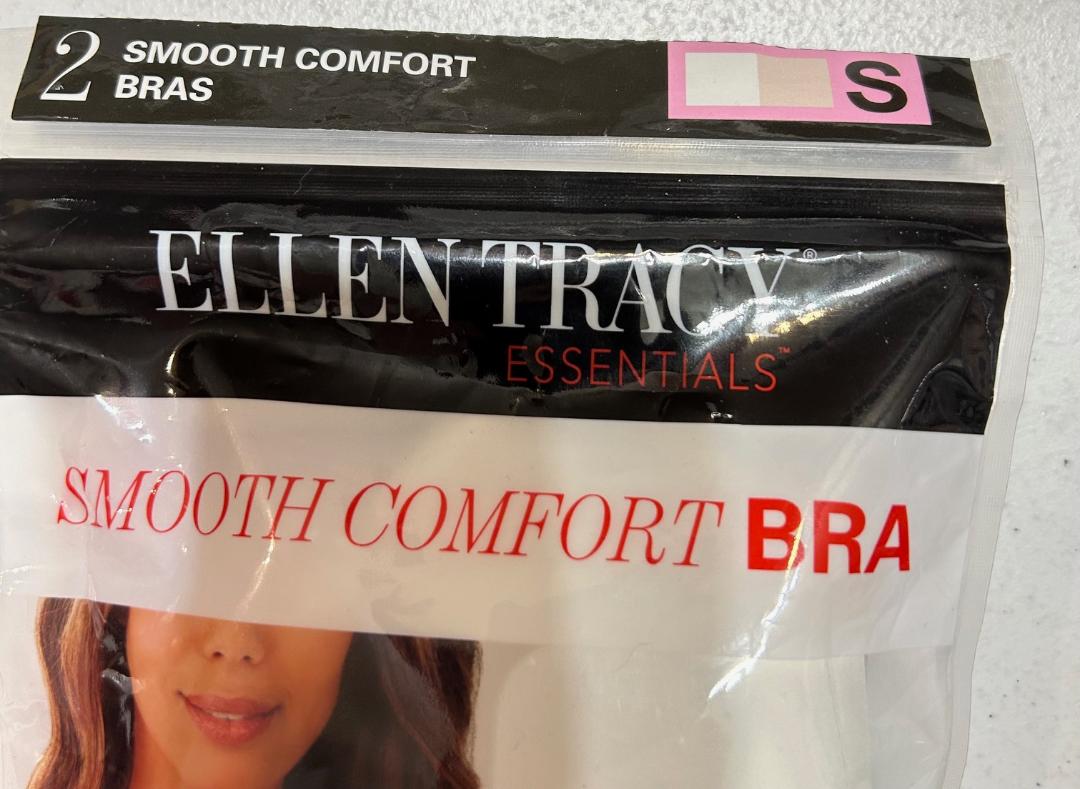 2 SMOOTH COMFORT
BRAS
S
ELLEN TRACY®
ESSENTIALS™
SMOOTH COMFORT BRA